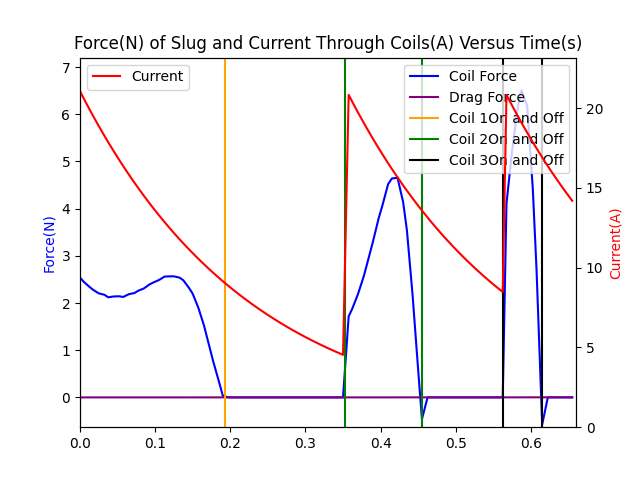 Force(N) of Slug and Current Through Coils(A) Versus Time(s)
Current
Coil Force
Drag Force
Coil 1On and Off
Coil 2On and Off
Coil 3On and Off
Force(N)
7
6
5
4
3
2
1
0
Current(A)
20
15
10
5
0
0.0 0.1 0.2 0.3 0.4 0.5 0.6